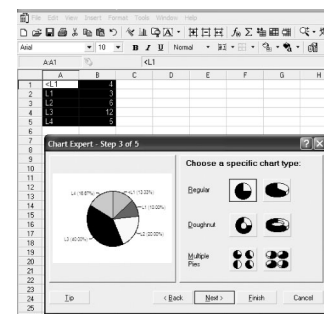 File Edit View Insert Format Tools Window Help
Arial 10 B I U Normal
A:A1 <L1
A B C D E F G H
1 <L1 4
2 L1 3
3 L2 6
4 L3 12
5 L4 5
6
7
8
9
10
11
12
13
14
15
16
17
18
19
20
21
22
23
24
25
Chart Expert - Step 3 of 5
Choose a specific chart type:
Regular
Doughnut
Multiple
Pies
L4 (16.67%)
<L1 (13.33%)
L1 (10.00%)
L2 (20.00%)
L3 (40.00%)
Tip < Back Next > Finish Cancel